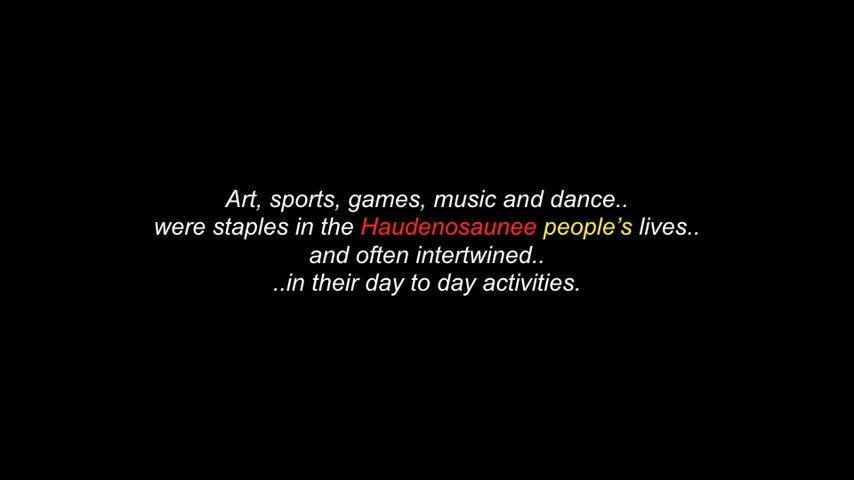 Art, sports, games, music and dance..
were staples in the Haudenosaunee people’s lives..
and often intertwined..
..in their day to day activities.